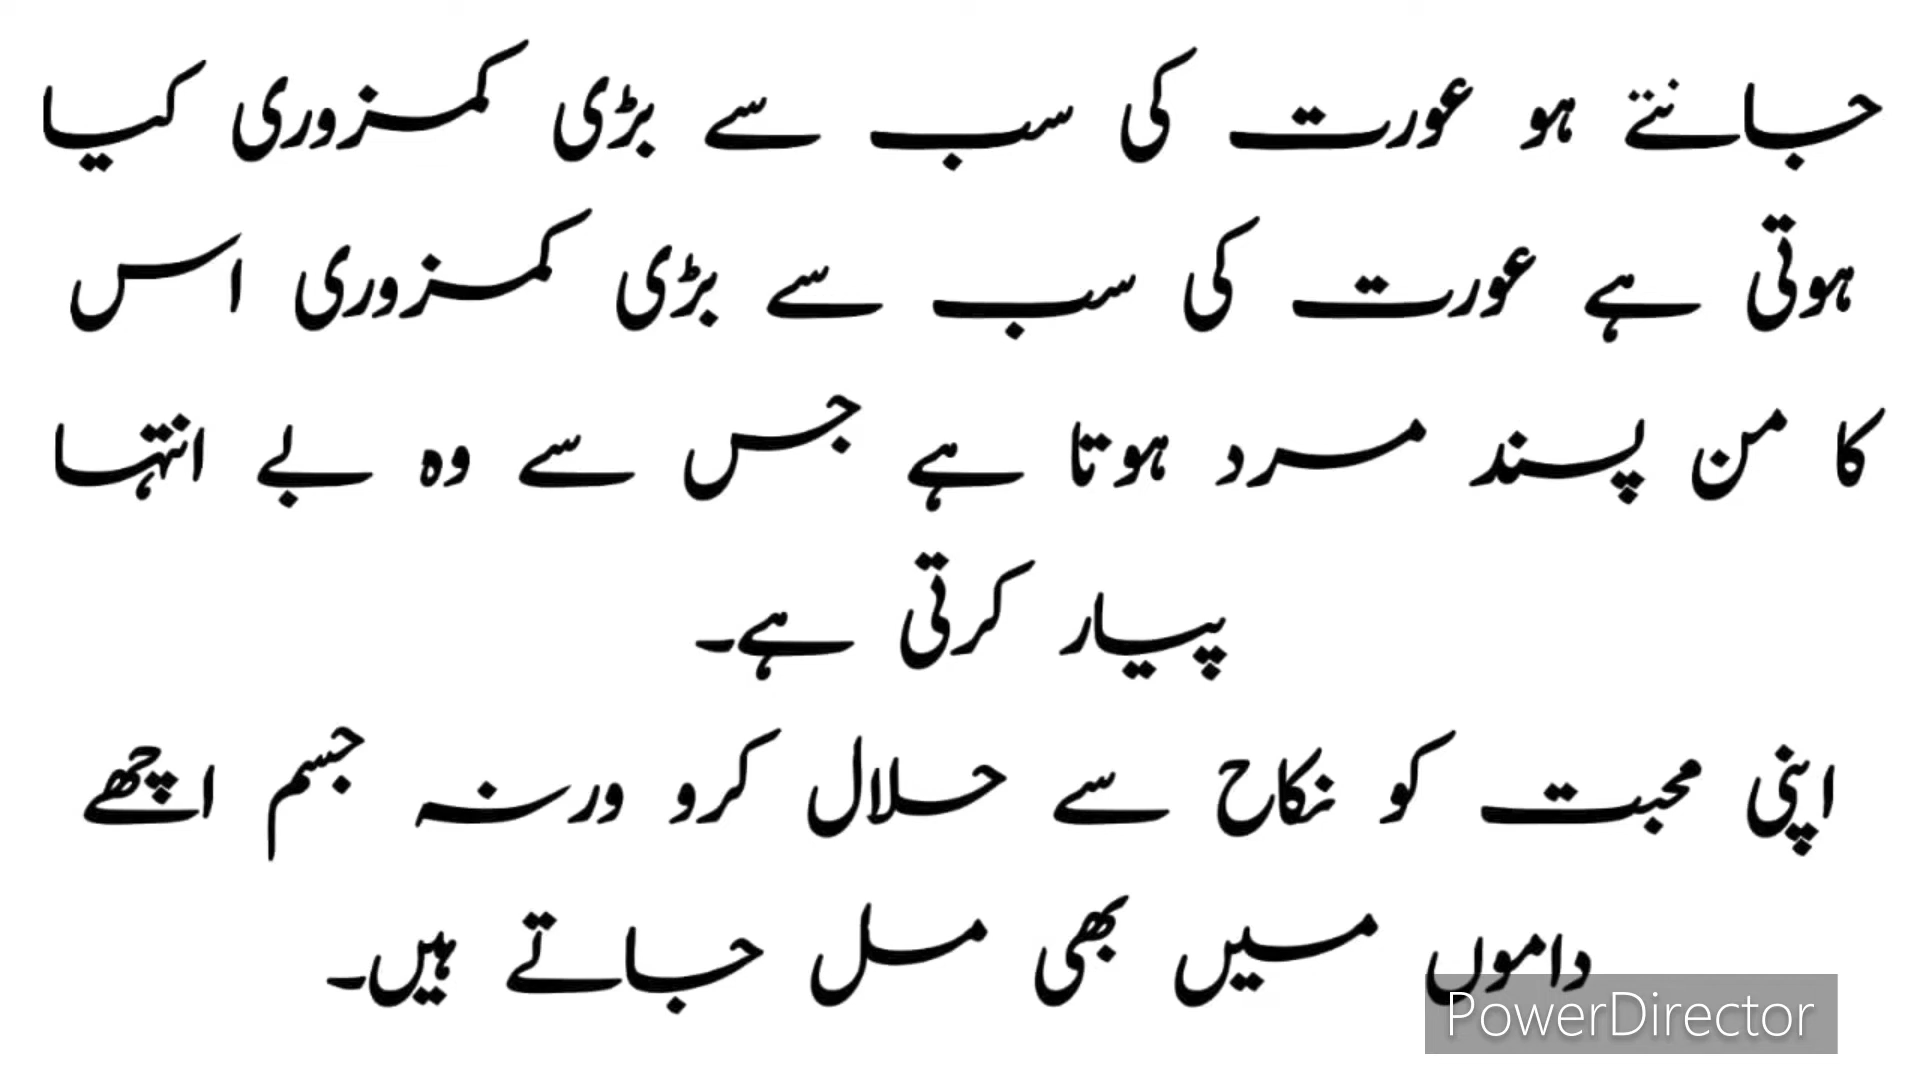 جانتے ہو عورت کی سب سے بڑی کمزوری کیا
ہوتی ہے عورت کی سب سے بڑی کمزوری اس
کا من پسند مرد ہوتا ہے جس سے وہ بے انتہا
پیار کرتی ہے۔
اپنی محبت کو نکاح سے حلال کرو ورنہ جسم اچھے
داموں میں بھی مل جاتے ہیں۔
PowerDirector